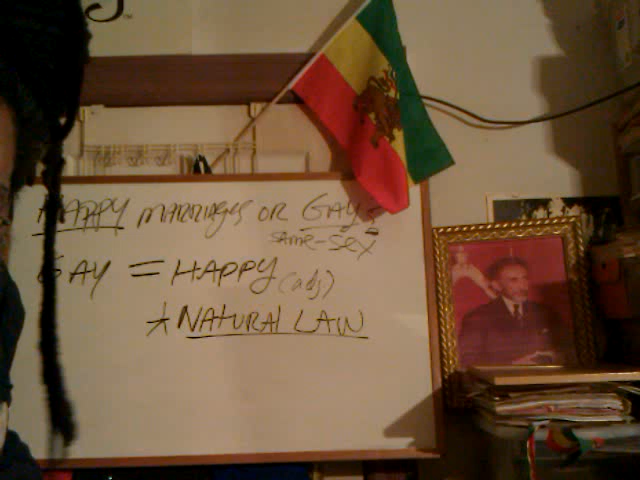 HAPPY MARRIAGES OR GAYS
SAME-SEX
GAY = HAPPY (adj)
* NATURAL LAW